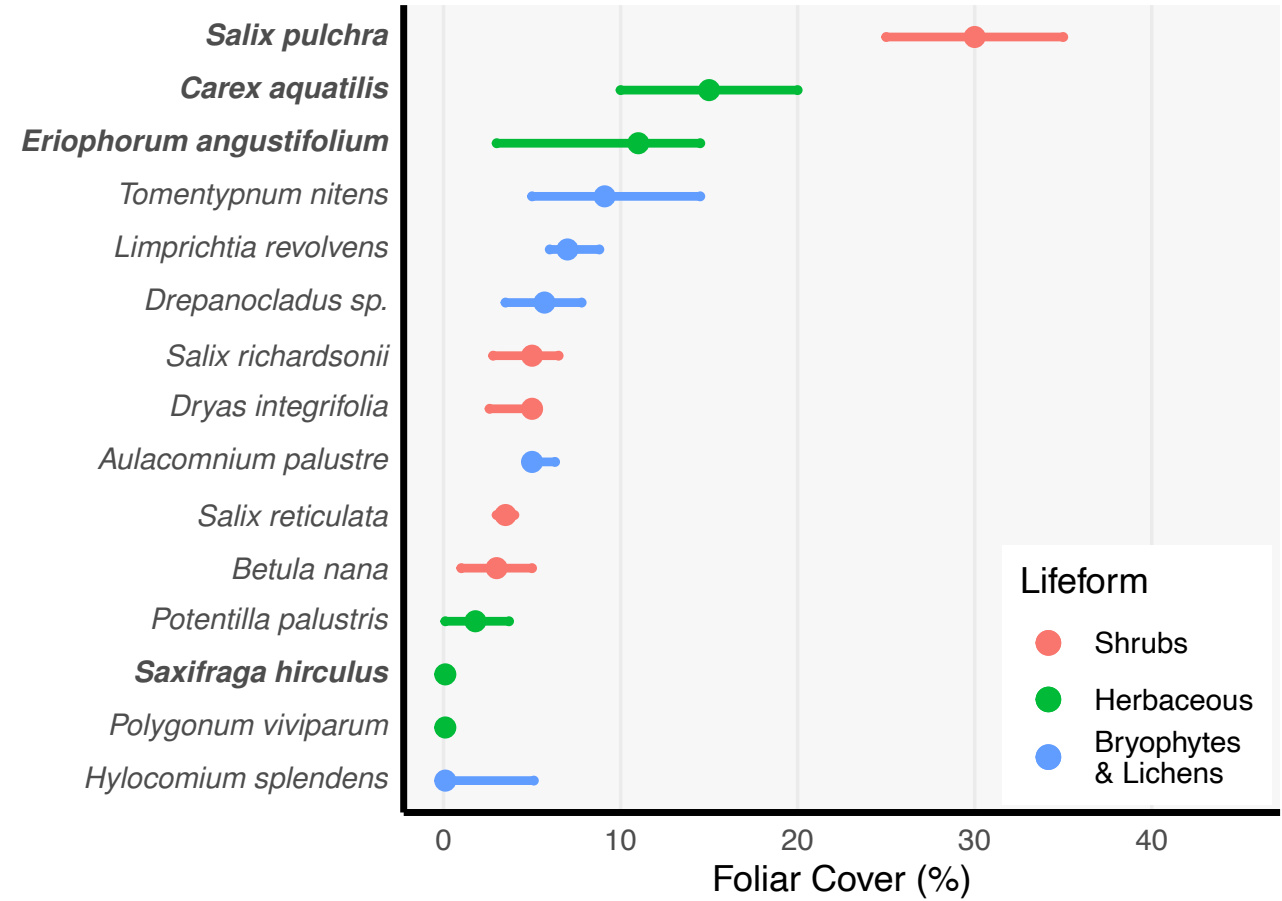 Salix pulchra
Carex aquatilis
Eriophorum angustifolium
Tomentypnum nitens
Limprichtia revolvens
Drepanocladus sp.
Salix richardsonii
Dryas integrifolia
Aulacomnium palustre
Salix reticulata
Betula nana
Potentilla palustris
Saxifraga hirculus
Polygonum viviparum
Hylocomium splendens
Lifeform
Shrubs
Herbaceous
Bryophytes
& Lichens
0 10 20 30 40
Foliar Cover (%)